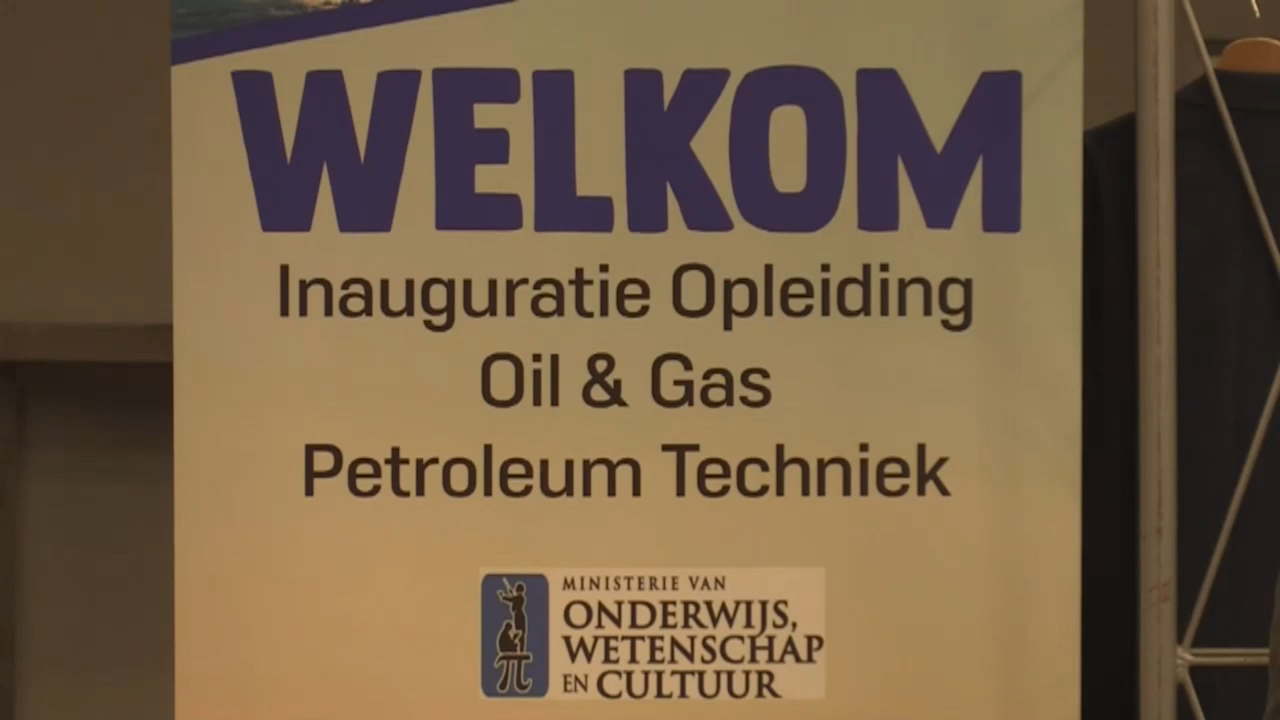 WELKOM
Inauguratie Opleiding
Oil & Gas
Petroleum Techniek
MINISTERIE VAN
ONDERWIJS,
WETENSCHAP
EN CULTUUR